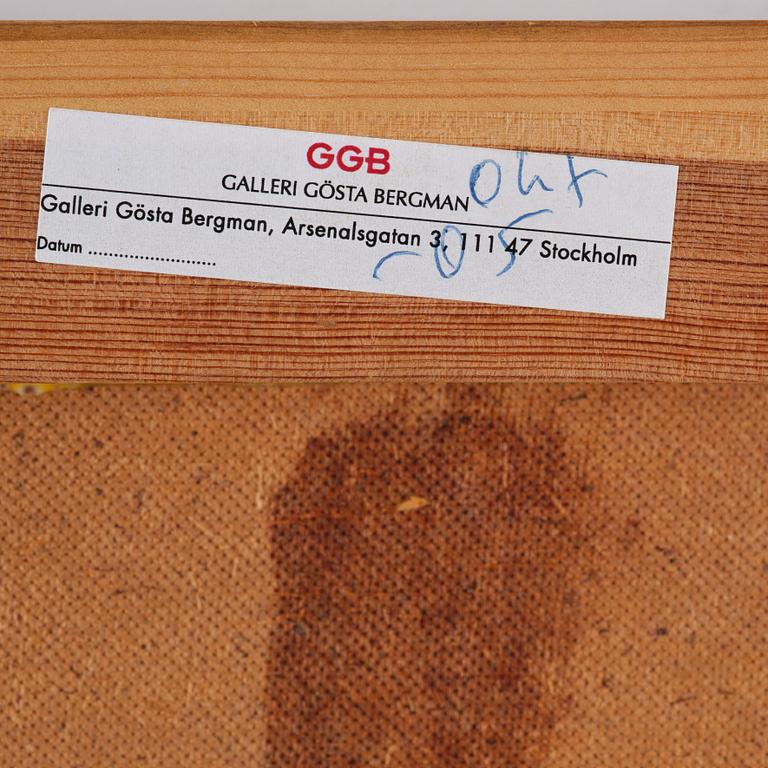 GGB
GALLERI GÖSTA BERGMAN okt
Galleri Gösta Bergman, Arsenalsgatan 3, 111 47 Stockholm
Datum ........................ -05